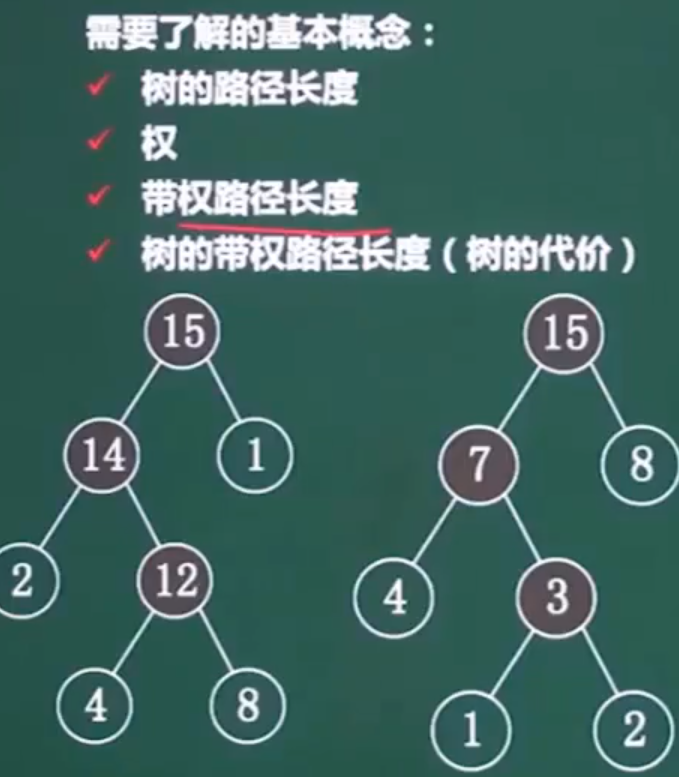 需要了解的基本概念：
树的路径长度
权
带权路径长度
树的带权路径长度（树的代价）
15 15
14 1 7 8
2 12 4 3
4 8 1 2